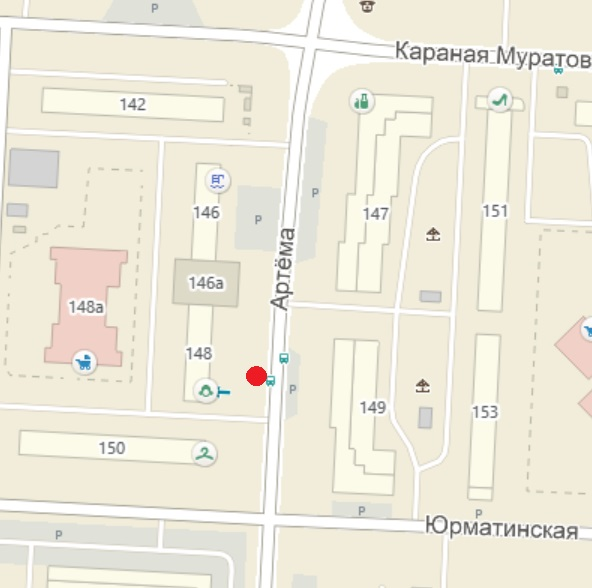 P
Караная Муратов
142
146
P
P
147
151
Артёма
146а
148а
148
P
149
153
150
P
P
Юрматинская
P